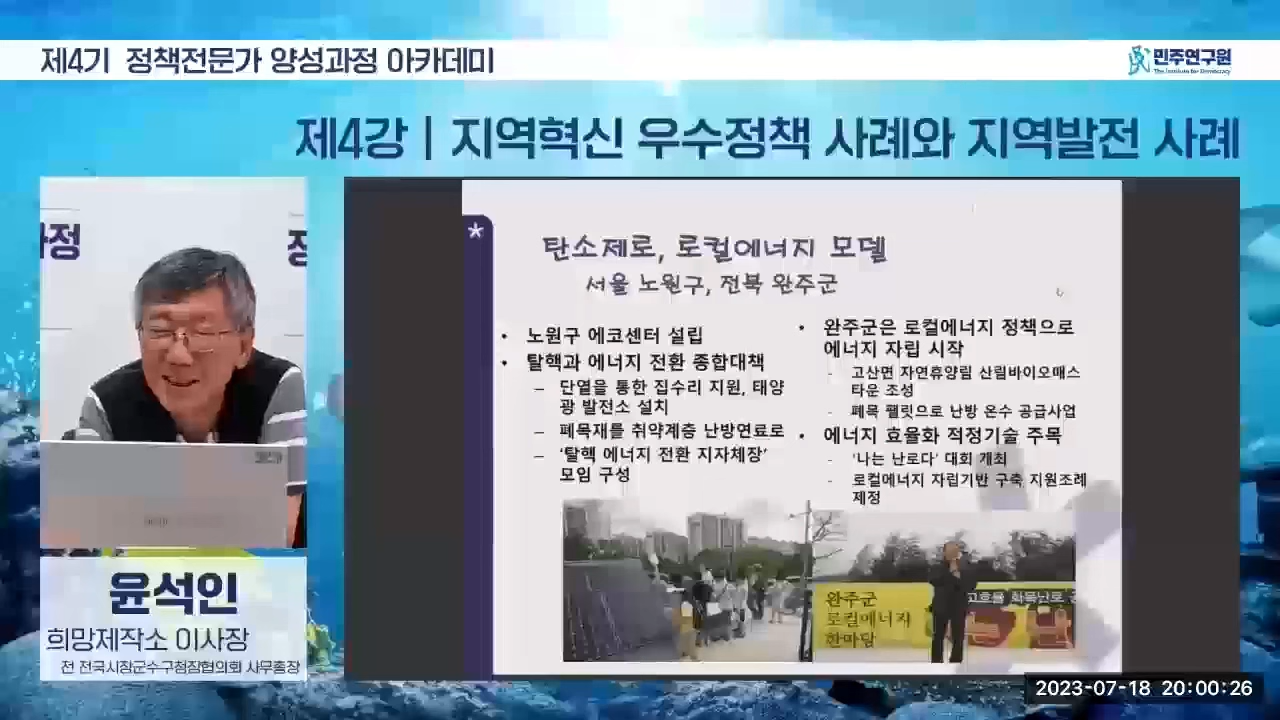 제4기 정책전문가 양성과정 아카데미
민주연구원
The Institute for Democracy
제4강 | 지역혁신 우수정책 사례와 지역발전 사례
정
*
탄소제로, 로컬에너지 모델
서울 노원구, 전북 완주군
• 노원구 에코센터 설립
• 탈핵과 에너지 전환 종합대책
– 단열을 통한 집수리 지원, 태양
광 발전소 설치
– 폐목재를 취약계층 난방연료로
– ‘탈핵 에너지 전환 지자체장’
모임 구성
• 완주군은 로컬에너지 정책으로
에너지 자립 시작
- 고산면 자연휴양림 산림바이오매스
타운 조성
- 폐목 팰릿으로 난방 온수 공급사업
• 에너지 효율화 적정기술 주목
- ‘나는 난로다’ 대회 개최
- 로컬에너지 자립기반 구축 지원조례
제정
완주군
로컬에너지
한마당
고효율 화목난로
윤석인
희망제작소 이사장
전 전국시장군수구청장협의회 사무총장
2023-07-18 20:00:26